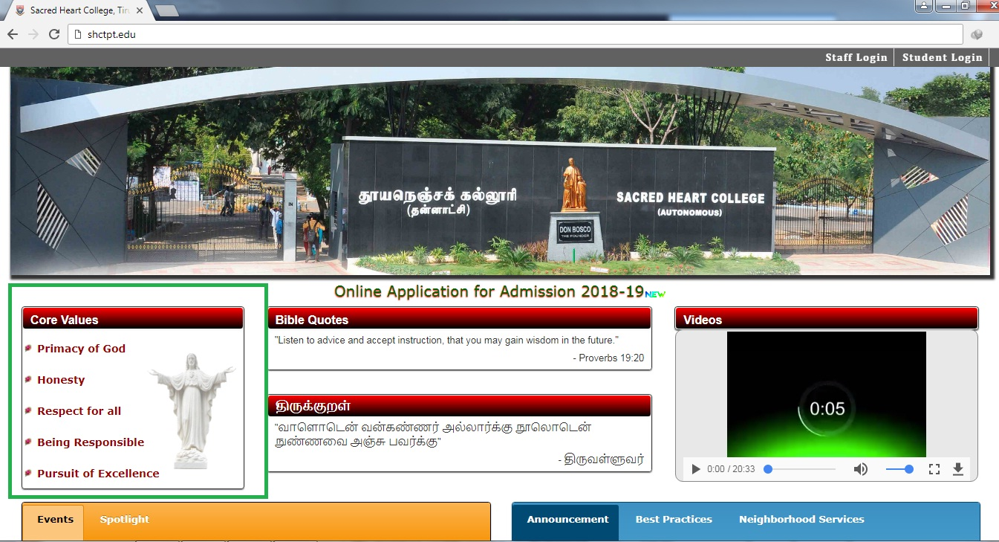 Sacred Heart College, Tir
shctpt.edu
Staff Login Student Login
IN
தூயநெஞ்சக் கல்லூரி
(தன்னாட்சி)
DON BOSCO
THE FOUNDER
SACRED HEART COLLEGE
(AUTONOMOUS)
Online Application for Admission 2018-19 NEW
Core Values
Primacy of God
Honesty
Respect for all
Being Responsible
Pursuit of Excellence
Bible Quotes
"Listen to advice and accept instruction, that you may gain wisdom in the future."
- Proverbs 19:20
திருக்குறள்
"வாளொடென் வன்கண்ணர் அல்லார்க்கு நூலொடென்
நுண்ணவை அஞ்சு பவர்க்கு"
- திருவள்ளுவர்
Videos
0:05
0:00 / 20:33
Events Spotlight
Announcement Best Practices Neighborhood Services